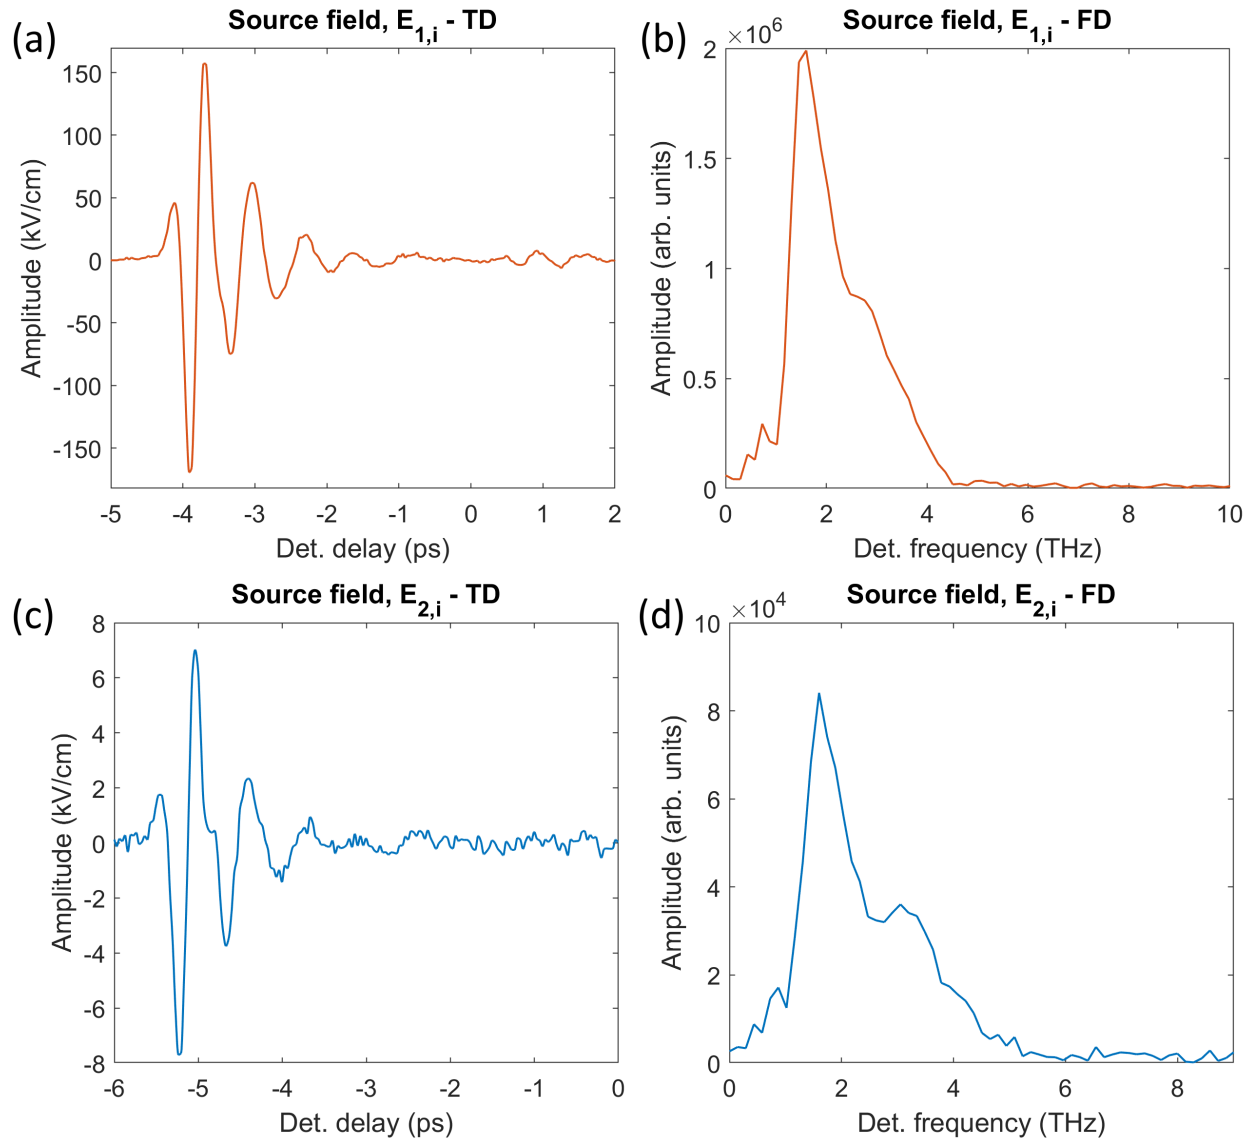 (a)
Source field, E1,i - TD
Amplitude (kV/cm)
150
100
50
0
-50
-100
-150
-5 -4 -3 -2 -1 0 1 2
Det. delay (ps)
(b)
Source field, E1,i - FD
×10^6
Amplitude (arb. units)
2
1.5
1
0.5
0
0 2 4 6 8 10
Det. frequency (THz)
(c)
Source field, E2,i - TD
Amplitude (kV/cm)
8
6
4
2
0
-2
-4
-6
-8
-6 -5 -4 -3 -2 -1 0
Det. delay (ps)
(d)
Source field, E2,i - FD
×10^4
Amplitude (arb. units)
10
8
6
4
2
0
0 2 4 6 8
Det. frequency (THz)